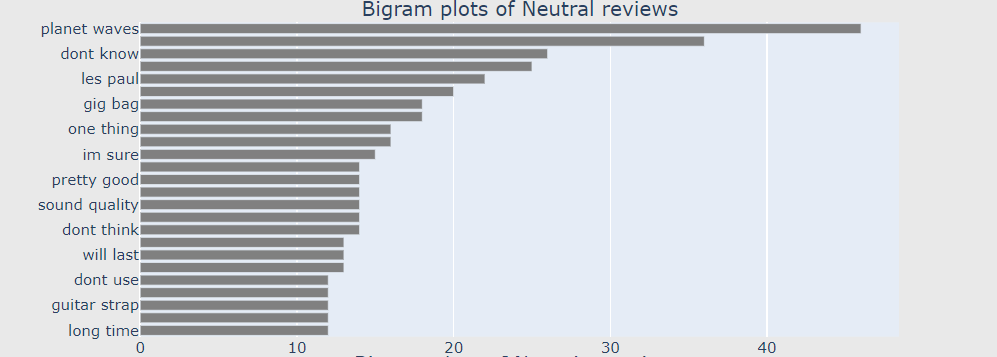 Bigram plots of Neutral reviews
planet waves
dont know
les paul
gig bag
one thing
im sure
pretty good
sound quality
dont think
will last
dont use
guitar strap
long time
0 10 20 30 40